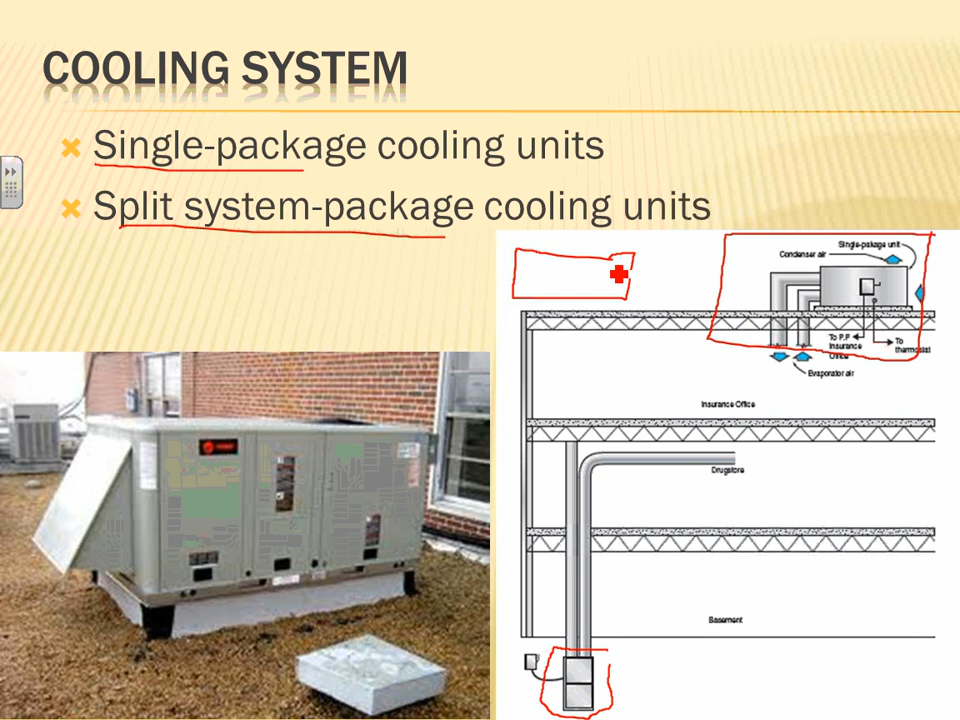 COOLING SYSTEM
Single-package cooling units
Split system-package cooling units
Single-pakage unit
Condenser air
To P.P
Insurance
Office
To
thermostat
Evaporator air
Insurance Office
Drugstore
Basement